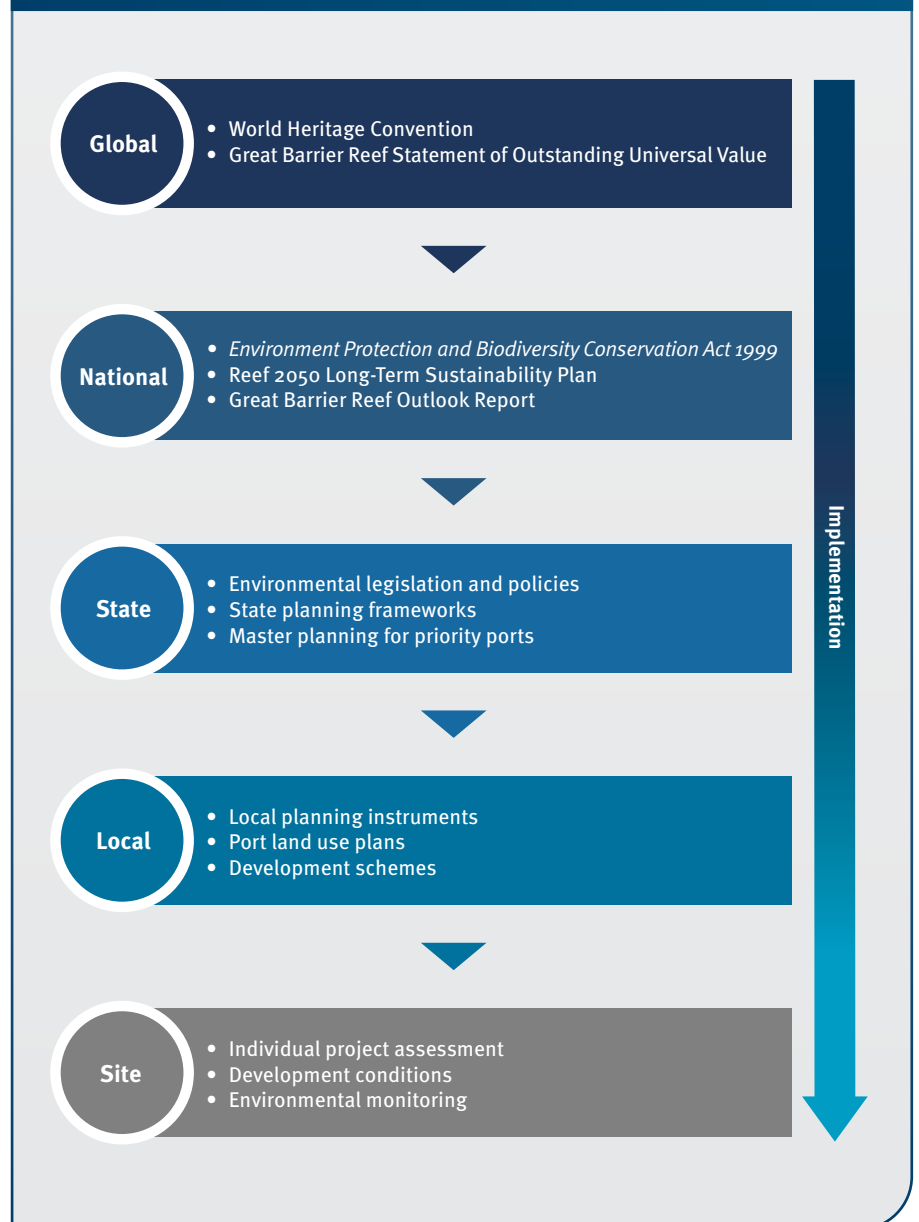 Global
• World Heritage Convention
• Great Barrier Reef Statement of Outstanding Universal Value
National
• Environment Protection and Biodiversity Conservation Act 1999
• Reef 2050 Long-Term Sustainability Plan
• Great Barrier Reef Outlook Report
State
• Environmental legislation and policies
• State planning frameworks
• Master planning for priority ports
Local
• Local planning instruments
• Port land use plans
• Development schemes
Site
• Individual project assessment
• Development conditions
• Environmental monitoring
Implementation